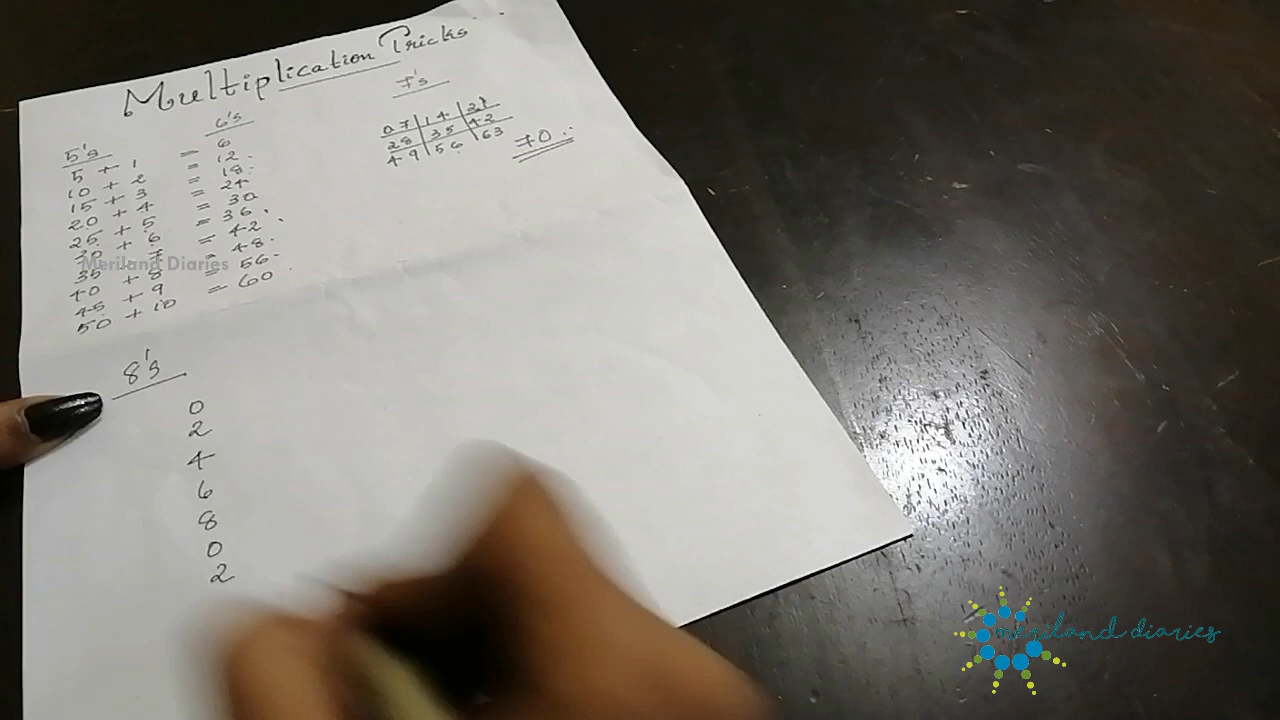 Multiplication Tricks
5's 6's
5 + 1 = 6
10 + 2 = 12
15 + 3 = 18
20 + 4 = 24
25 + 5 = 30
30 + 6 = 36
35 + 7 = 42
40 + 8 = 48
45 + 9 = 56
50 + 10 = 60
7's
07 14 21
28 35 42
49 56 63
70
8's
0
2
4
6
8
0
2
Meriland Diaries
meriland diaries